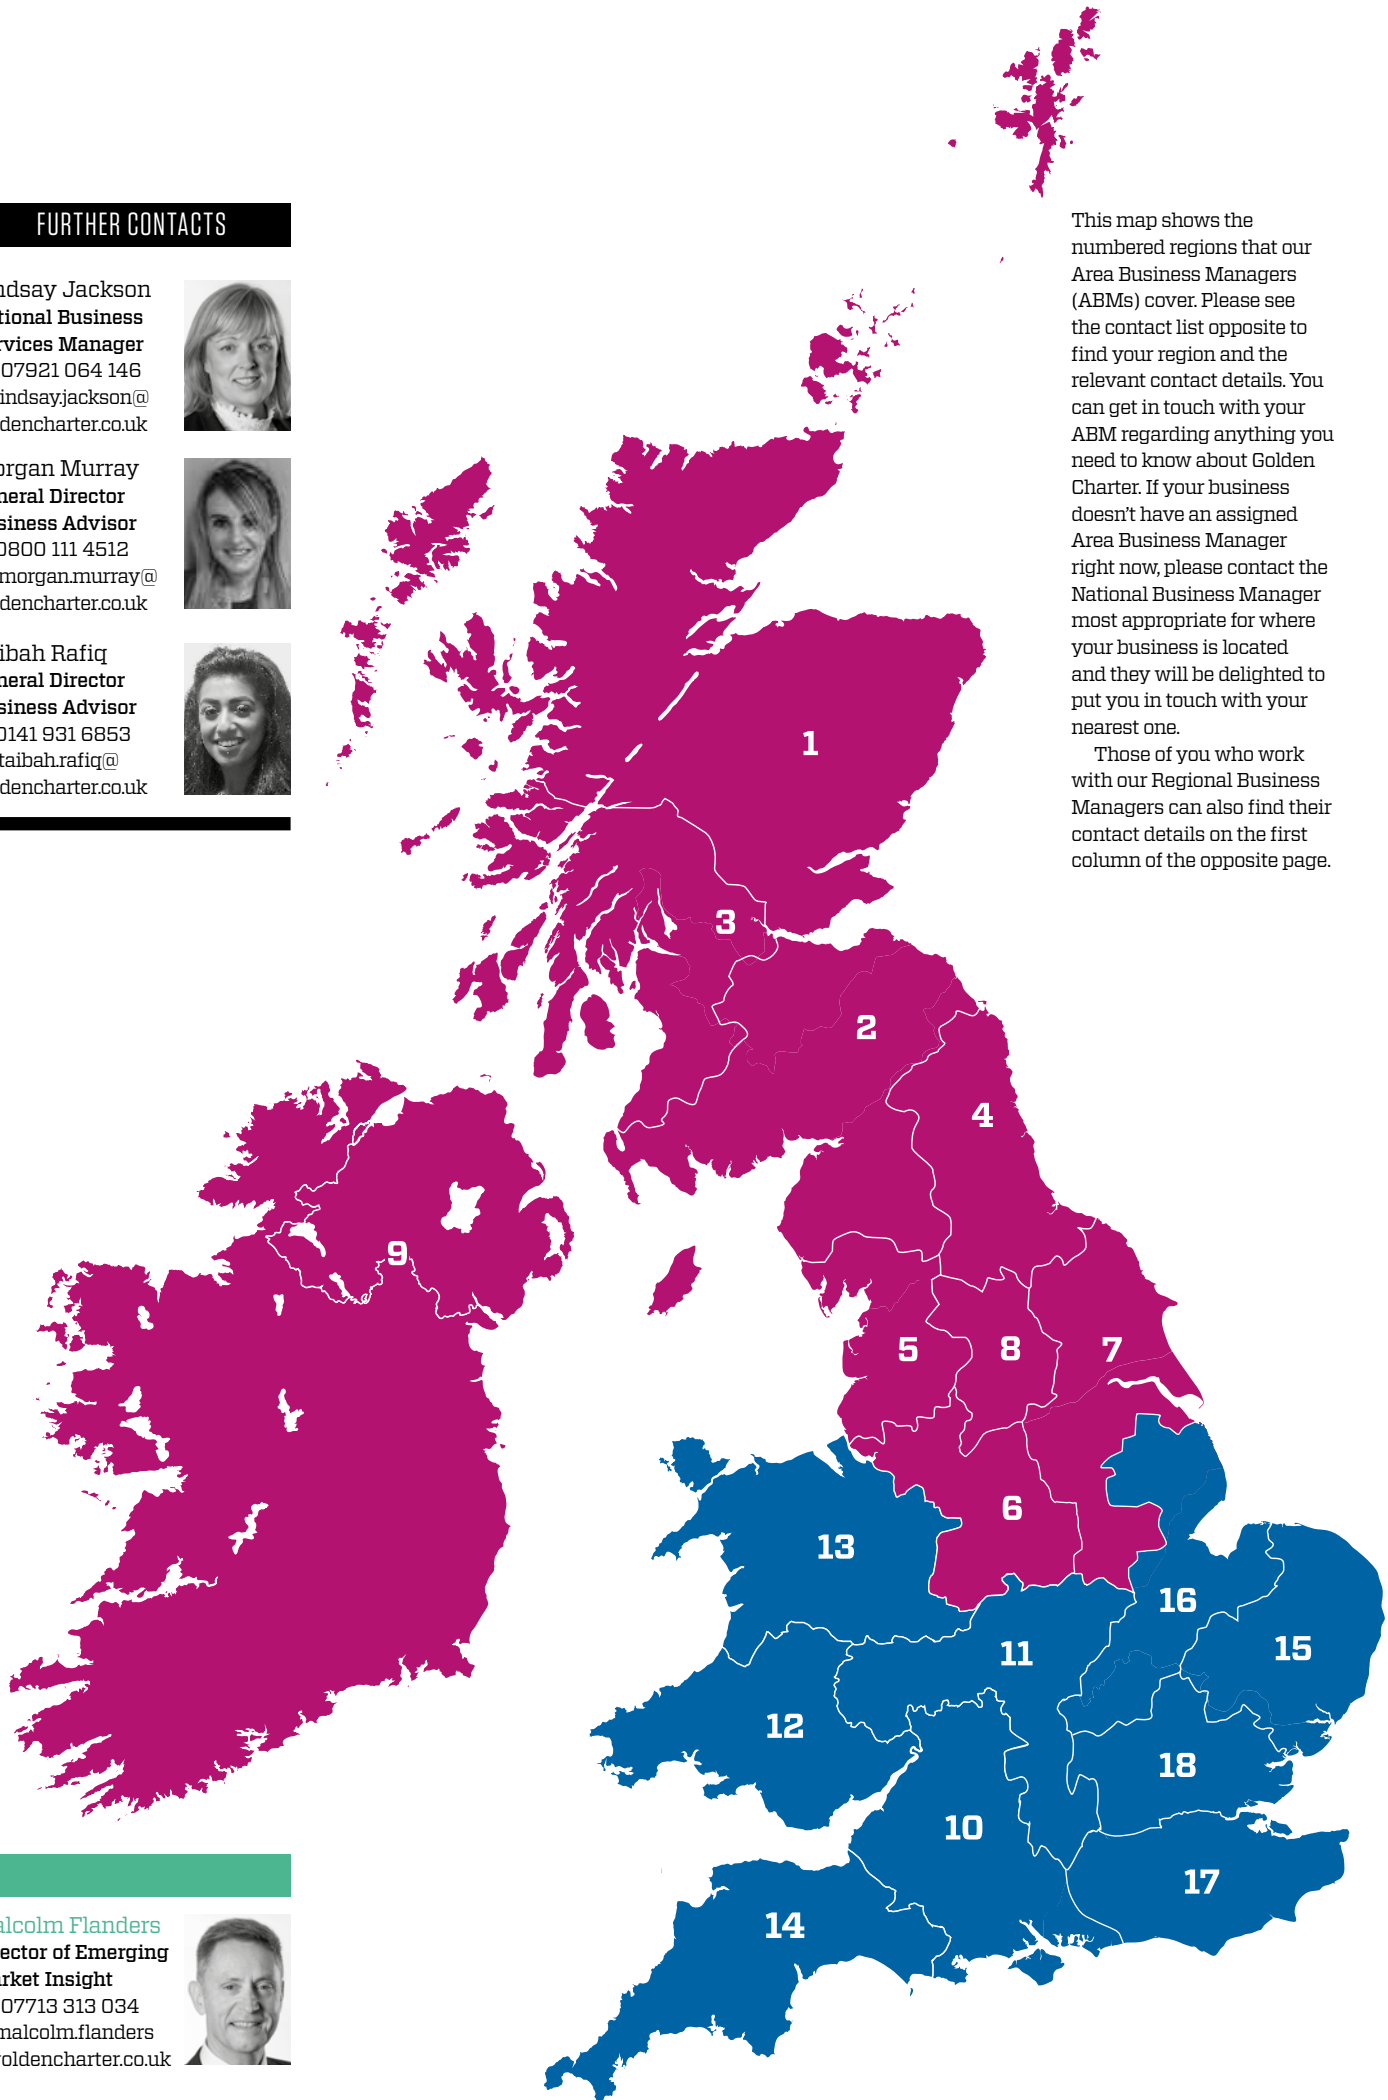 FURTHER CONTACTS
ndsay Jackson
tional Business
rvices Manager
07921 064 146
indsay.jackson@
dencharter.co.uk
organ Murray
neral Director
siness Advisor
0800 111 4512
morgan.murray@
dencharter.co.uk
ibah Rafiq
neral Director
siness Advisor
0141 931 6853
taibah.rafiq@
dencharter.co.uk
This map shows the
numbered regions that our
Area Business Managers
(ABMs) cover. Please see
the contact list opposite to
find your region and the
relevant contact details. You
can get in touch with your
ABM regarding anything you
need to know about Golden
Charter. If your business
doesn’t have an assigned
Area Business Manager
right now, please contact the
National Business Manager
most appropriate for where
your business is located
and they will be delighted to
put you in touch with your
nearest one.
Those of you who work
with our Regional Business
Managers can also find their
contact details on the first
column of the opposite page.
1
3
2
4
9
5
8
7
6
13
16
15
11
12
18
10
17
14
alcolm Flanders
ector of Emerging
arket Insight
07713 313 034
malcolm.flanders
oldencharter.co.uk